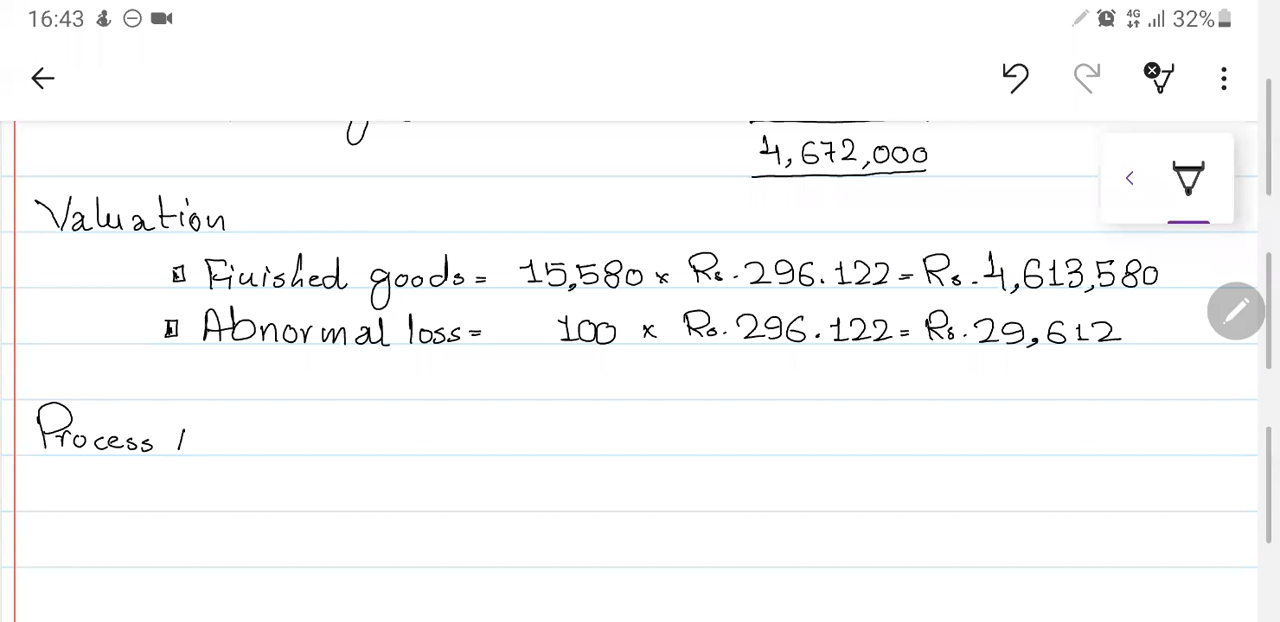 16:43 4G 32%
4,672,000
Valuation
Finished goods = 15,580 × Rs. 296.122 = Rs. 4,613,580
Abnormal loss = 100 × Rs. 296.122 = Rs. 29,612
Process /